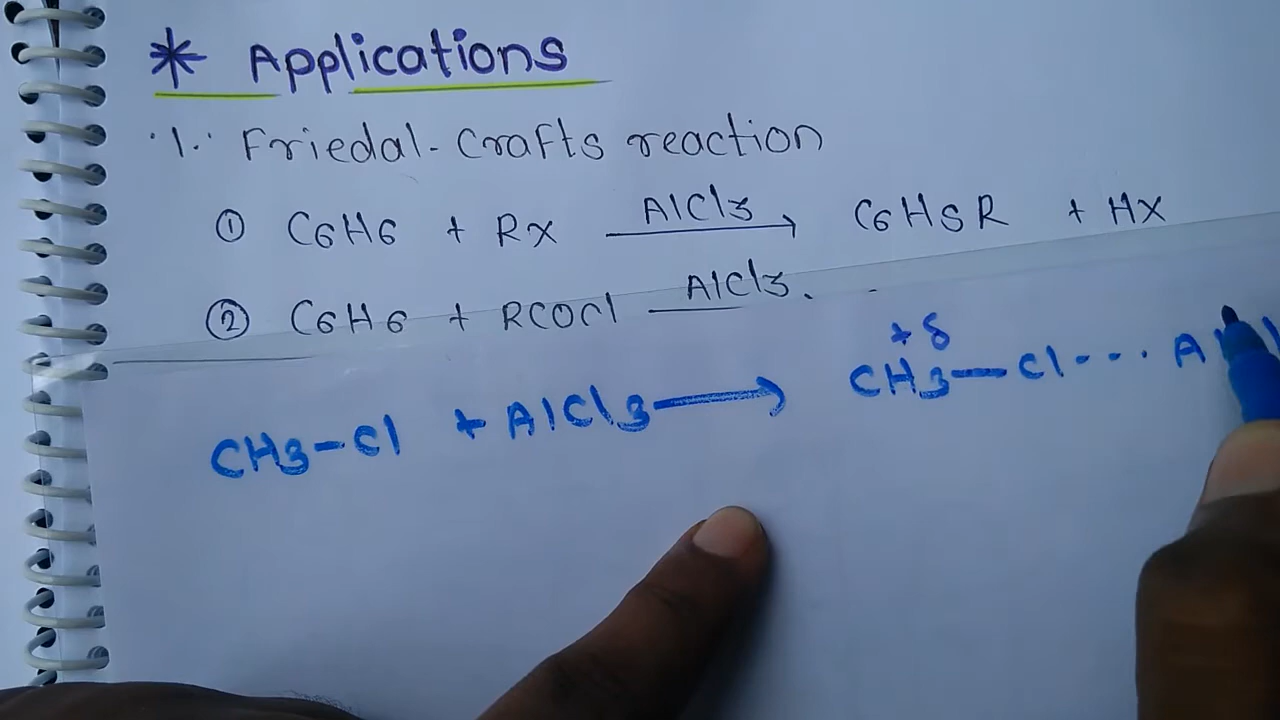 * Applications
1. Friedal-Crafts reaction
① C6H6 + Rx AlCl3 → C6H5R + HX
② C6H6 + RCOCl AlCl3.
+δ
CH3-Cl + AlCl3 → CH3-Cl--- A